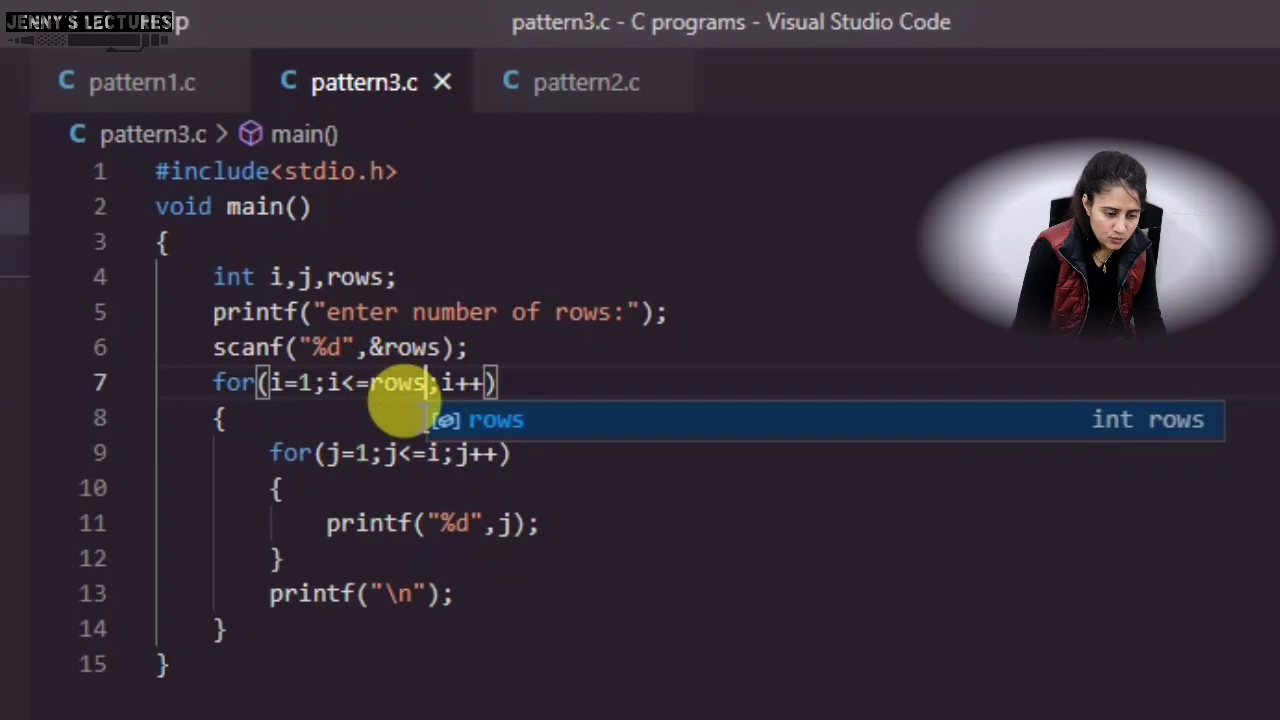 JENNY'S LECTURES
lp
pattern3.c - C programs - Visual Studio Code
C pattern1.c
C pattern3.c ×
C pattern2.c
C pattern3.c > main()
1 #include<stdio.h>
2 void main()
3 {
4 int i,j,rows;
5 printf("enter number of rows:");
6 scanf("%d",&rows);
7 for(i=1;i<=rows;i++)
8 {
rows int rows
9 for(j=1;j<=i;j++)
10 {
11 printf("%d",j);
12 }
13 printf("\n");
14 }
15 }